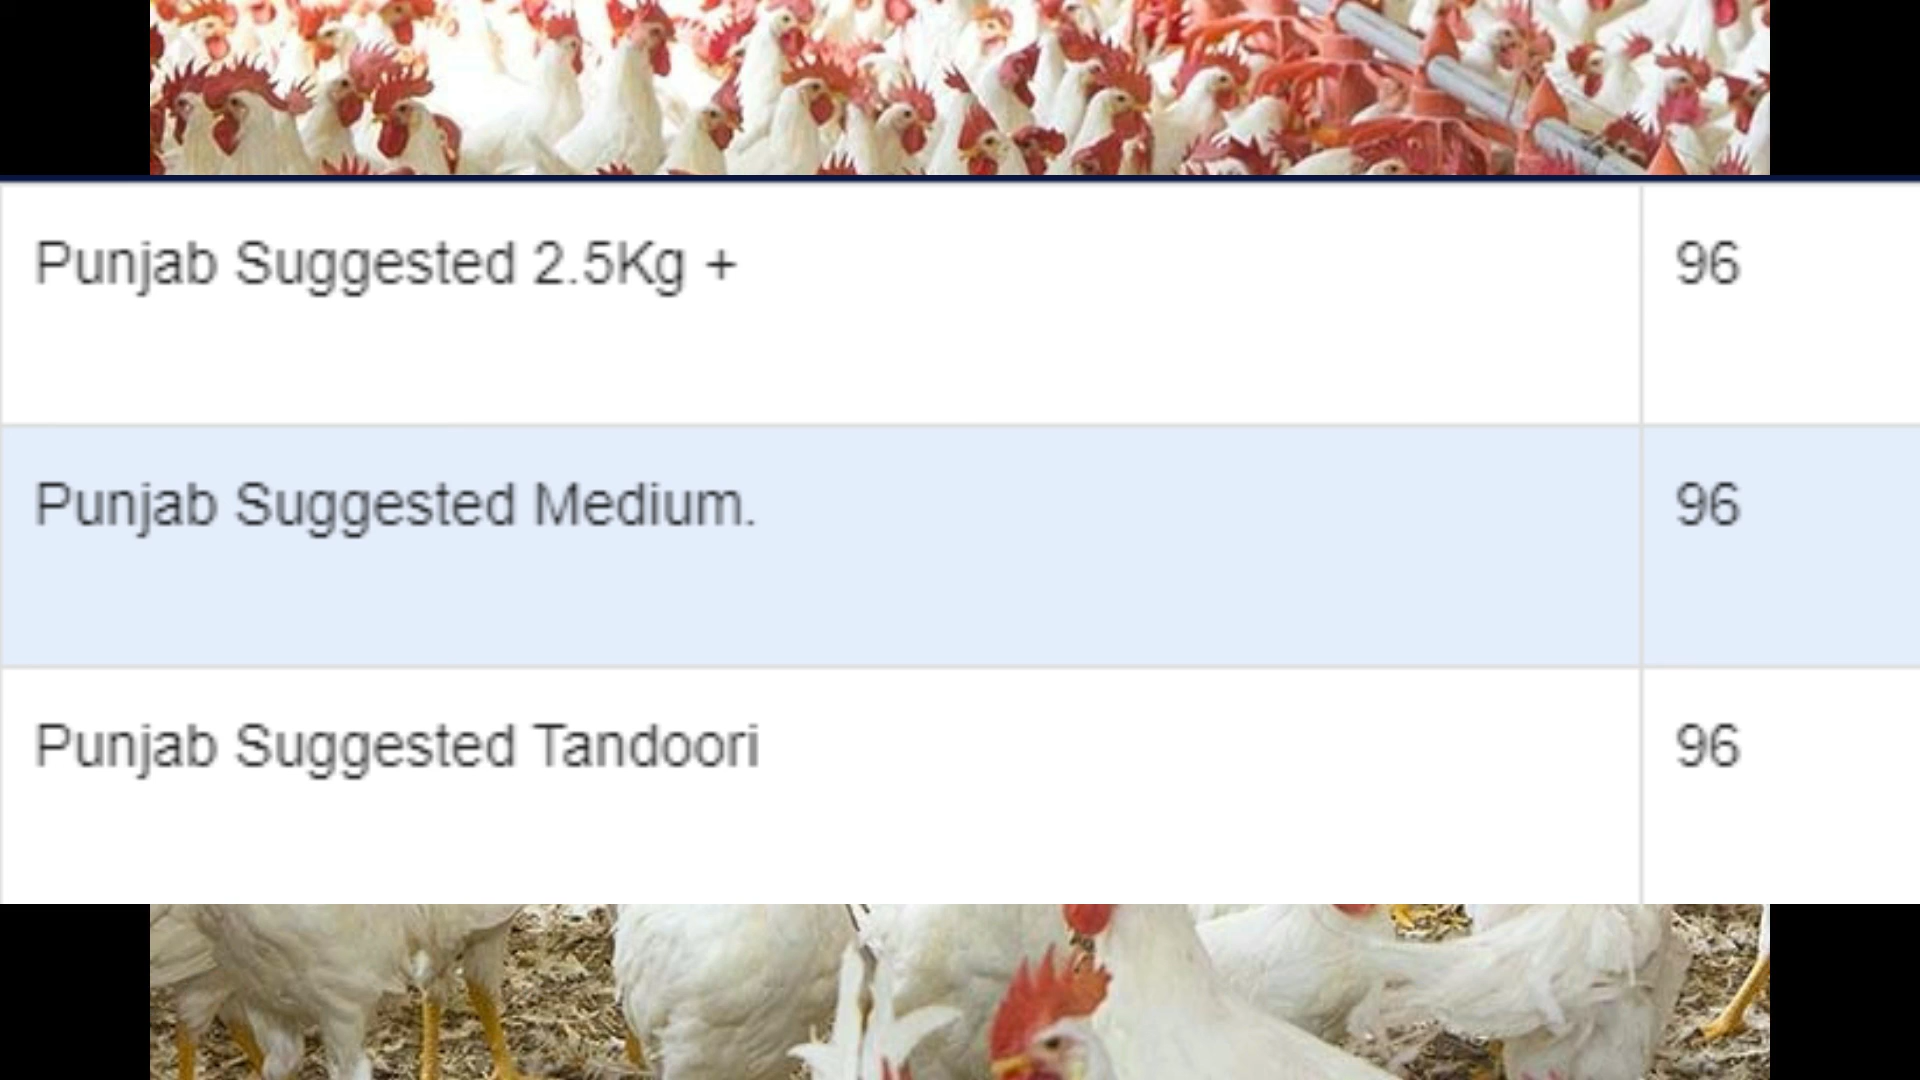 Punjab Suggested 2.5Kg + 96
Punjab Suggested Medium. 96
Punjab Suggested Tandoori 96